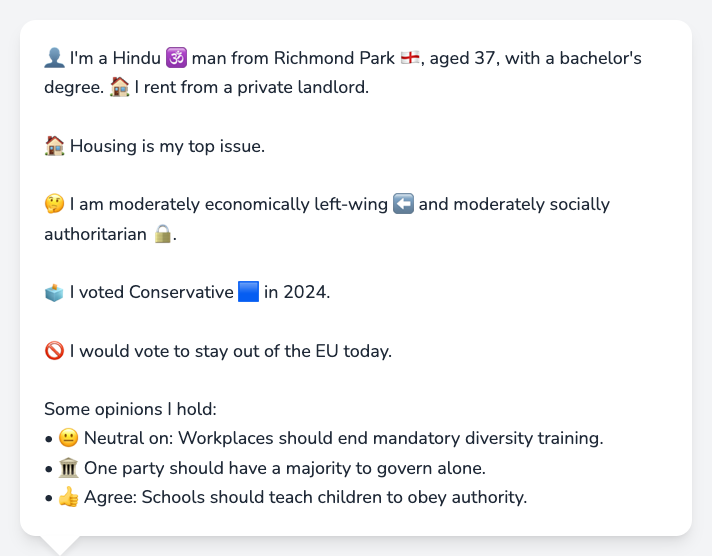 👤 I'm a Hindu 🕉️ man from Richmond Park 🏴󠁧󠁢󠁥󠁮󠁧󠁿, aged 37, with a bachelor's
degree. 🏠 I rent from a private landlord.
🏠 Housing is my top issue.
🤔 I am moderately economically left-wing ⬅️ and moderately socially
authoritarian 🔒.
🗳️ I voted Conservative 🟦 in 2024.
🚫 I would vote to stay out of the EU today.
Some opinions I hold:
• 😐 Neutral on: Workplaces should end mandatory diversity training.
• 🏛️ One party should have a majority to govern alone.
• 👍 Agree: Schools should teach children to obey authority.